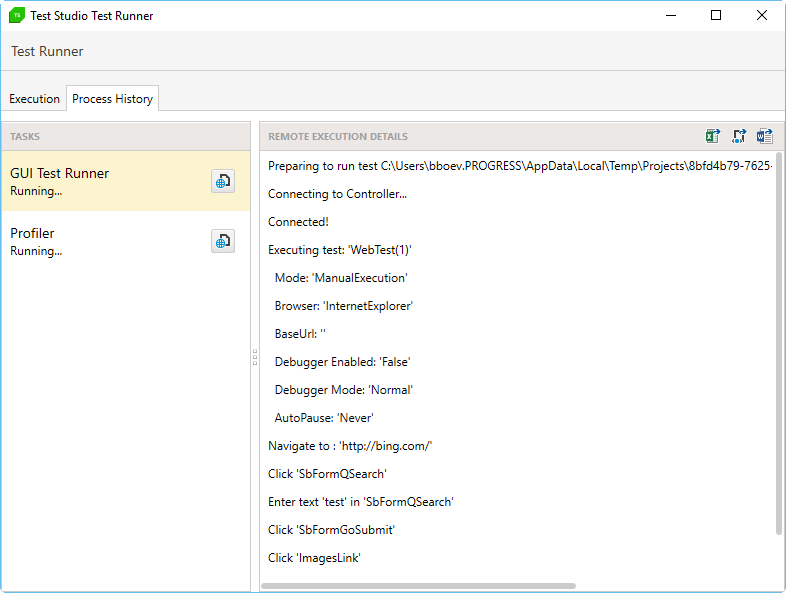 TS Test Studio Test Runner
Test Runner
Execution Process History
TASKS
GUI Test Runner
Running...
Profiler
Running...
REMOTE EXECUTION DETAILS
Preparing to run test C:\Users\bboev.PROGRESS\AppData\Local\Temp\Projects\8bfd4b79-7625-
Connecting to Controller...
Connected!
Executing test: 'WebTest(1)'
Mode: 'ManualExecution'
Browser: 'InternetExplorer'
BaseUrl: ''
Debugger Enabled: 'False'
Debugger Mode: 'Normal'
AutoPause: 'Never'
Navigate to : 'http://bing.com/'
Click 'SbFormQSearch'
Enter text 'test' in 'SbFormQSearch'
Click 'SbFormGoSubmit'
Click 'ImagesLink'